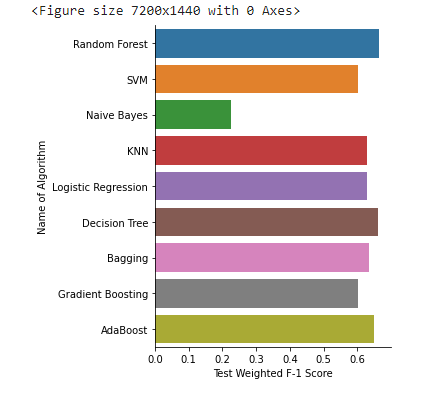 <Figure size 7200x1440 with 0 Axes>
Name of Algorithm
Random Forest
SVM
Naive Bayes
KNN
Logistic Regression
Decision Tree
Bagging
Gradient Boosting
AdaBoost
0.0 0.1 0.2 0.3 0.4 0.5 0.6
Test Weighted F-1 Score